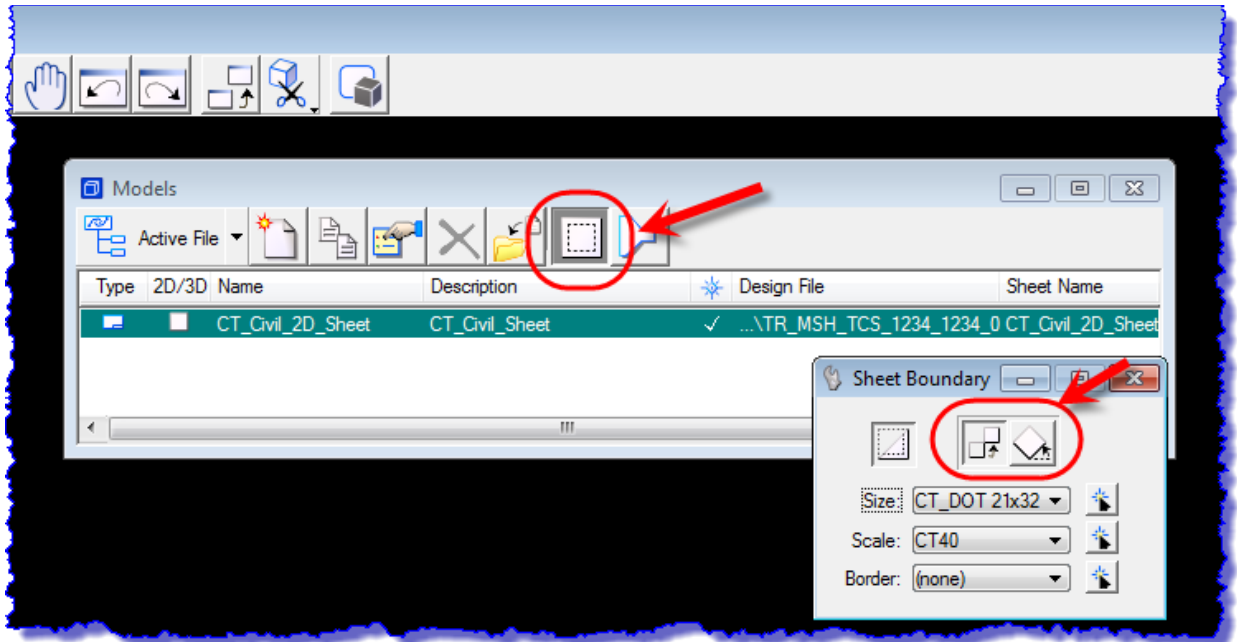 Models
Active File
Type 2D/3D Name Description Design File Sheet Name
CT_Civil_2D_Sheet CT_Civil_Sheet ...\TR_MSH_TCS_1234_1234_0 CT_Civil_2D_Sheet
Sheet Boundary
Size: CT_DOT 21x32
Scale: CT40
Border: (none)